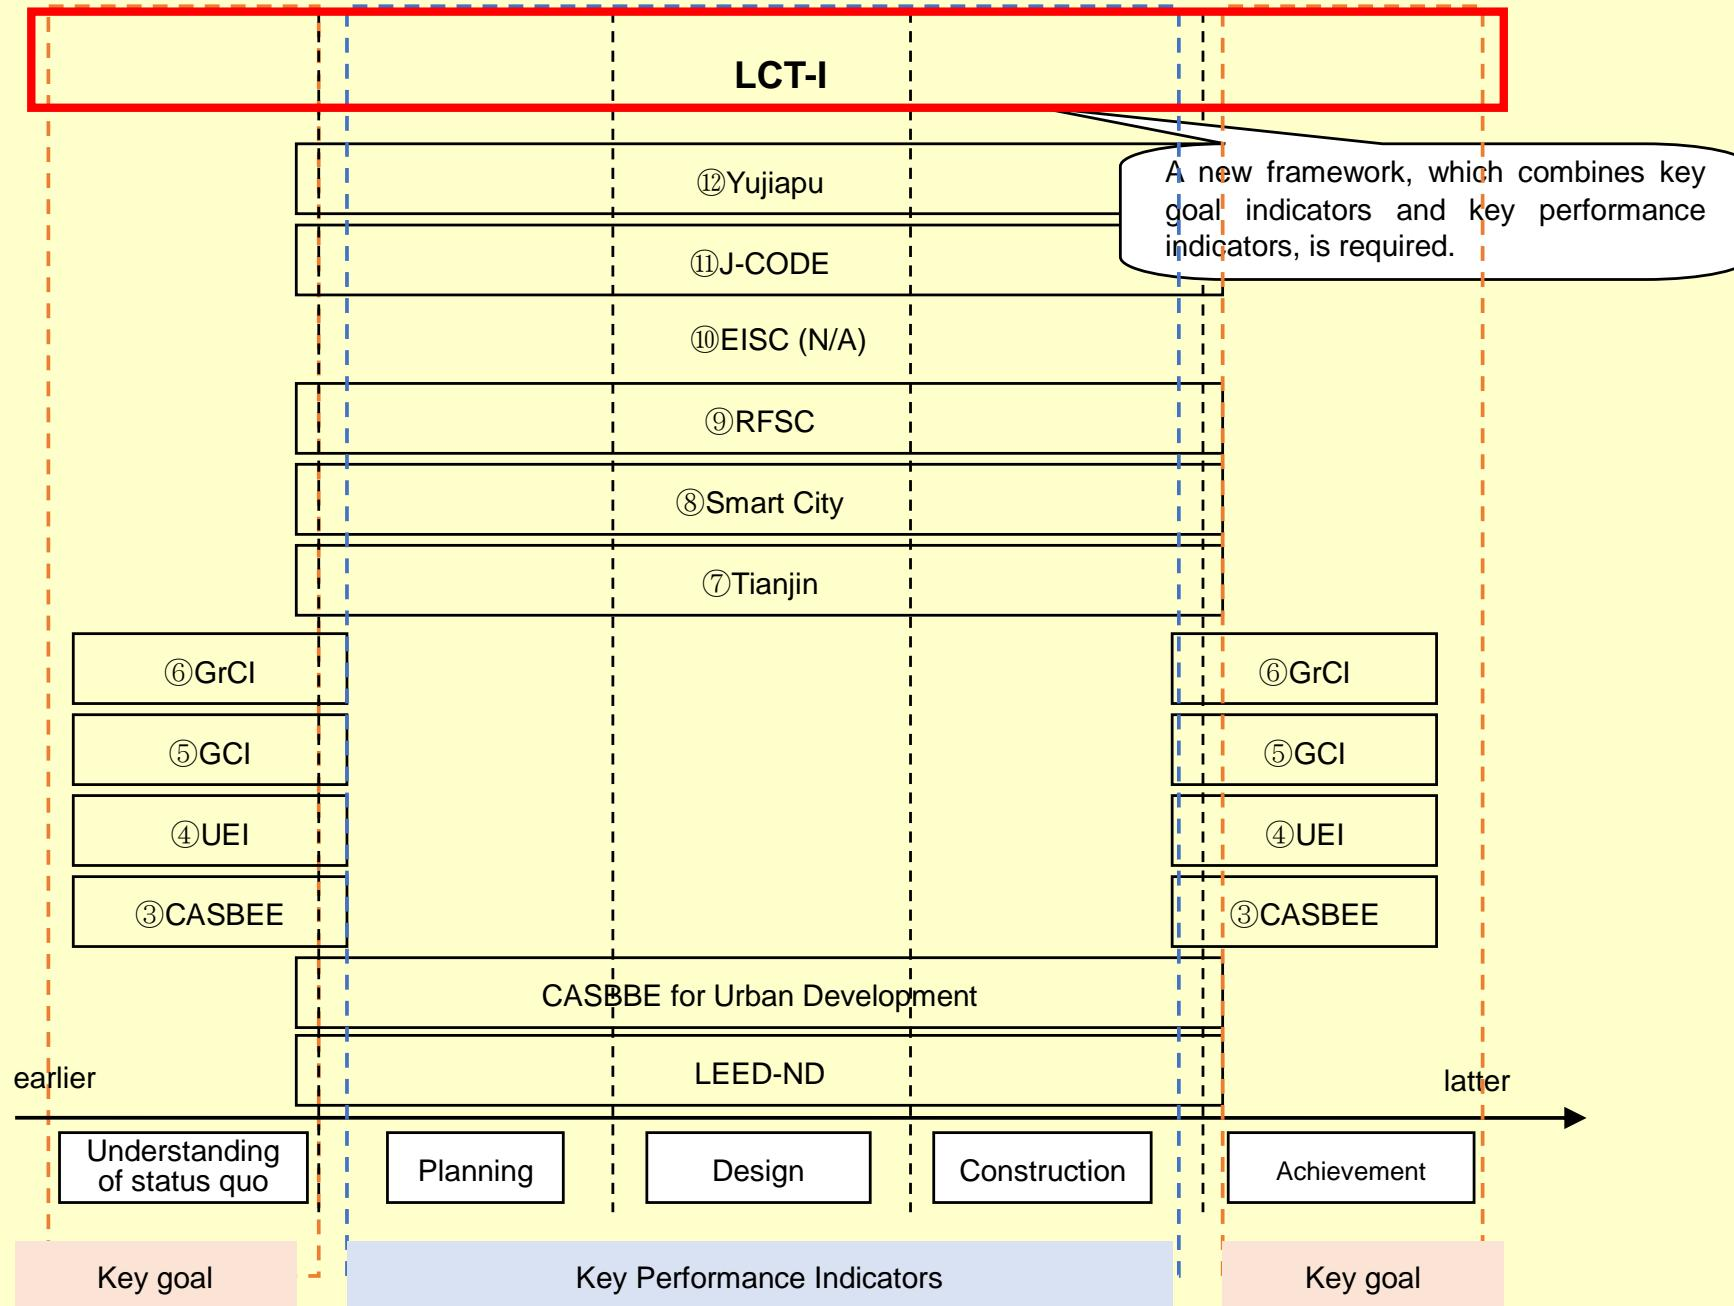 LCT-I
⑫Yujiapu
A new framework, which combines key
goal indicators and key performance
indicators, is required.
⑪J-CODE
⑩EISC (N/A)
⑨RFSC
⑧Smart City
⑦Tianjin
⑥GrCI
⑥GrCI
⑤GCI
⑤GCI
④UEI
④UEI
③CASBEE
③CASBEE
CASBBE for Urban Development
LEED-ND
earlier
latter
Understanding
of status quo
Planning
Design
Construction
Achievement
Key goal
Key Performance Indicators
Key goal